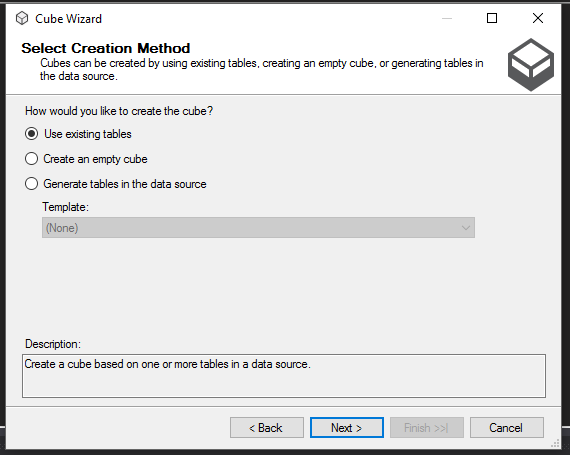 Cube Wizard
Select Creation Method
Cubes can be created by using existing tables, creating an empty cube, or generating tables in
the data source.
How would you like to create the cube?
Use existing tables
Create an empty cube
Generate tables in the data source
Template:
(None)
Description:
Create a cube based on one or more tables in a data source.
< Back
Next >
Finish >>|
Cancel